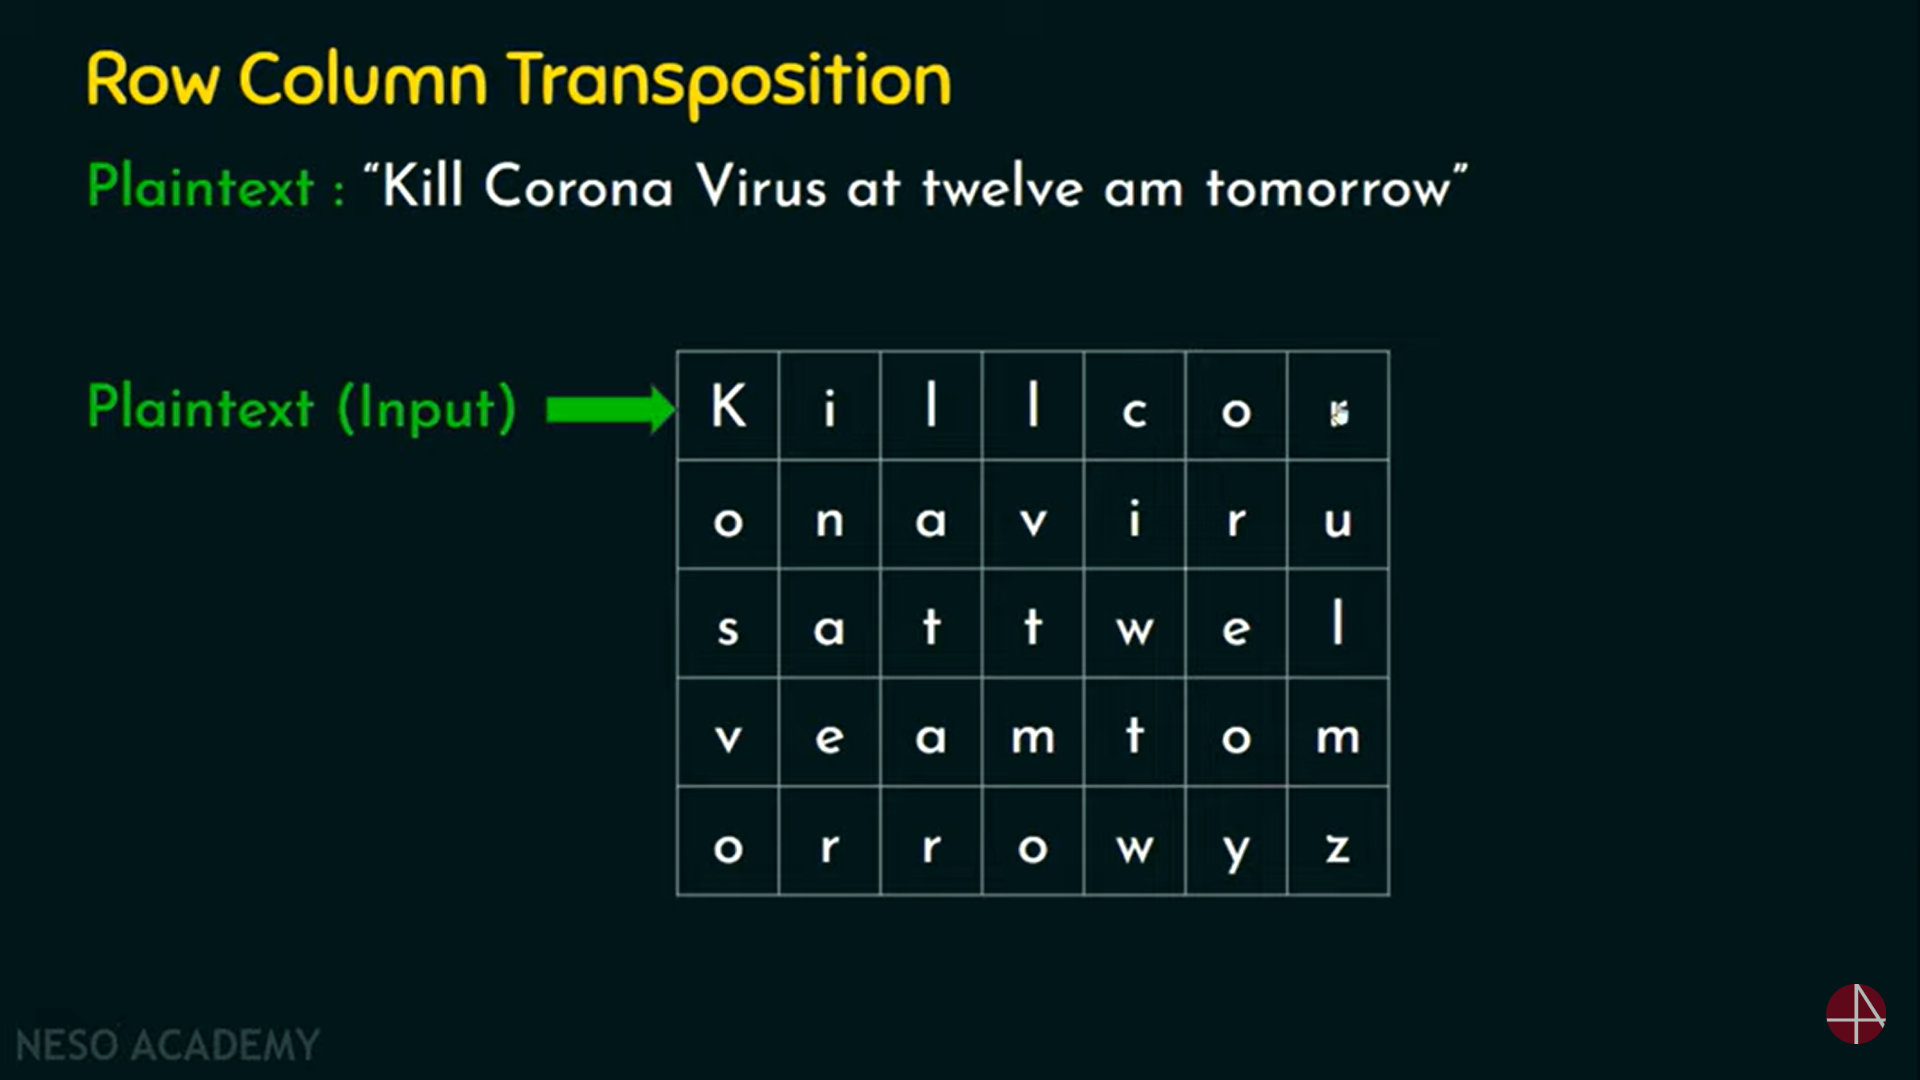 Row Column Transposition
Plaintext : “Kill Corona Virus at twelve am tomorrow”
Plaintext (Input)
K i l l c o r
o n a v i r u
s a t t w e l
v e a m t o m
o r r o w y z
NESO ACADEMY